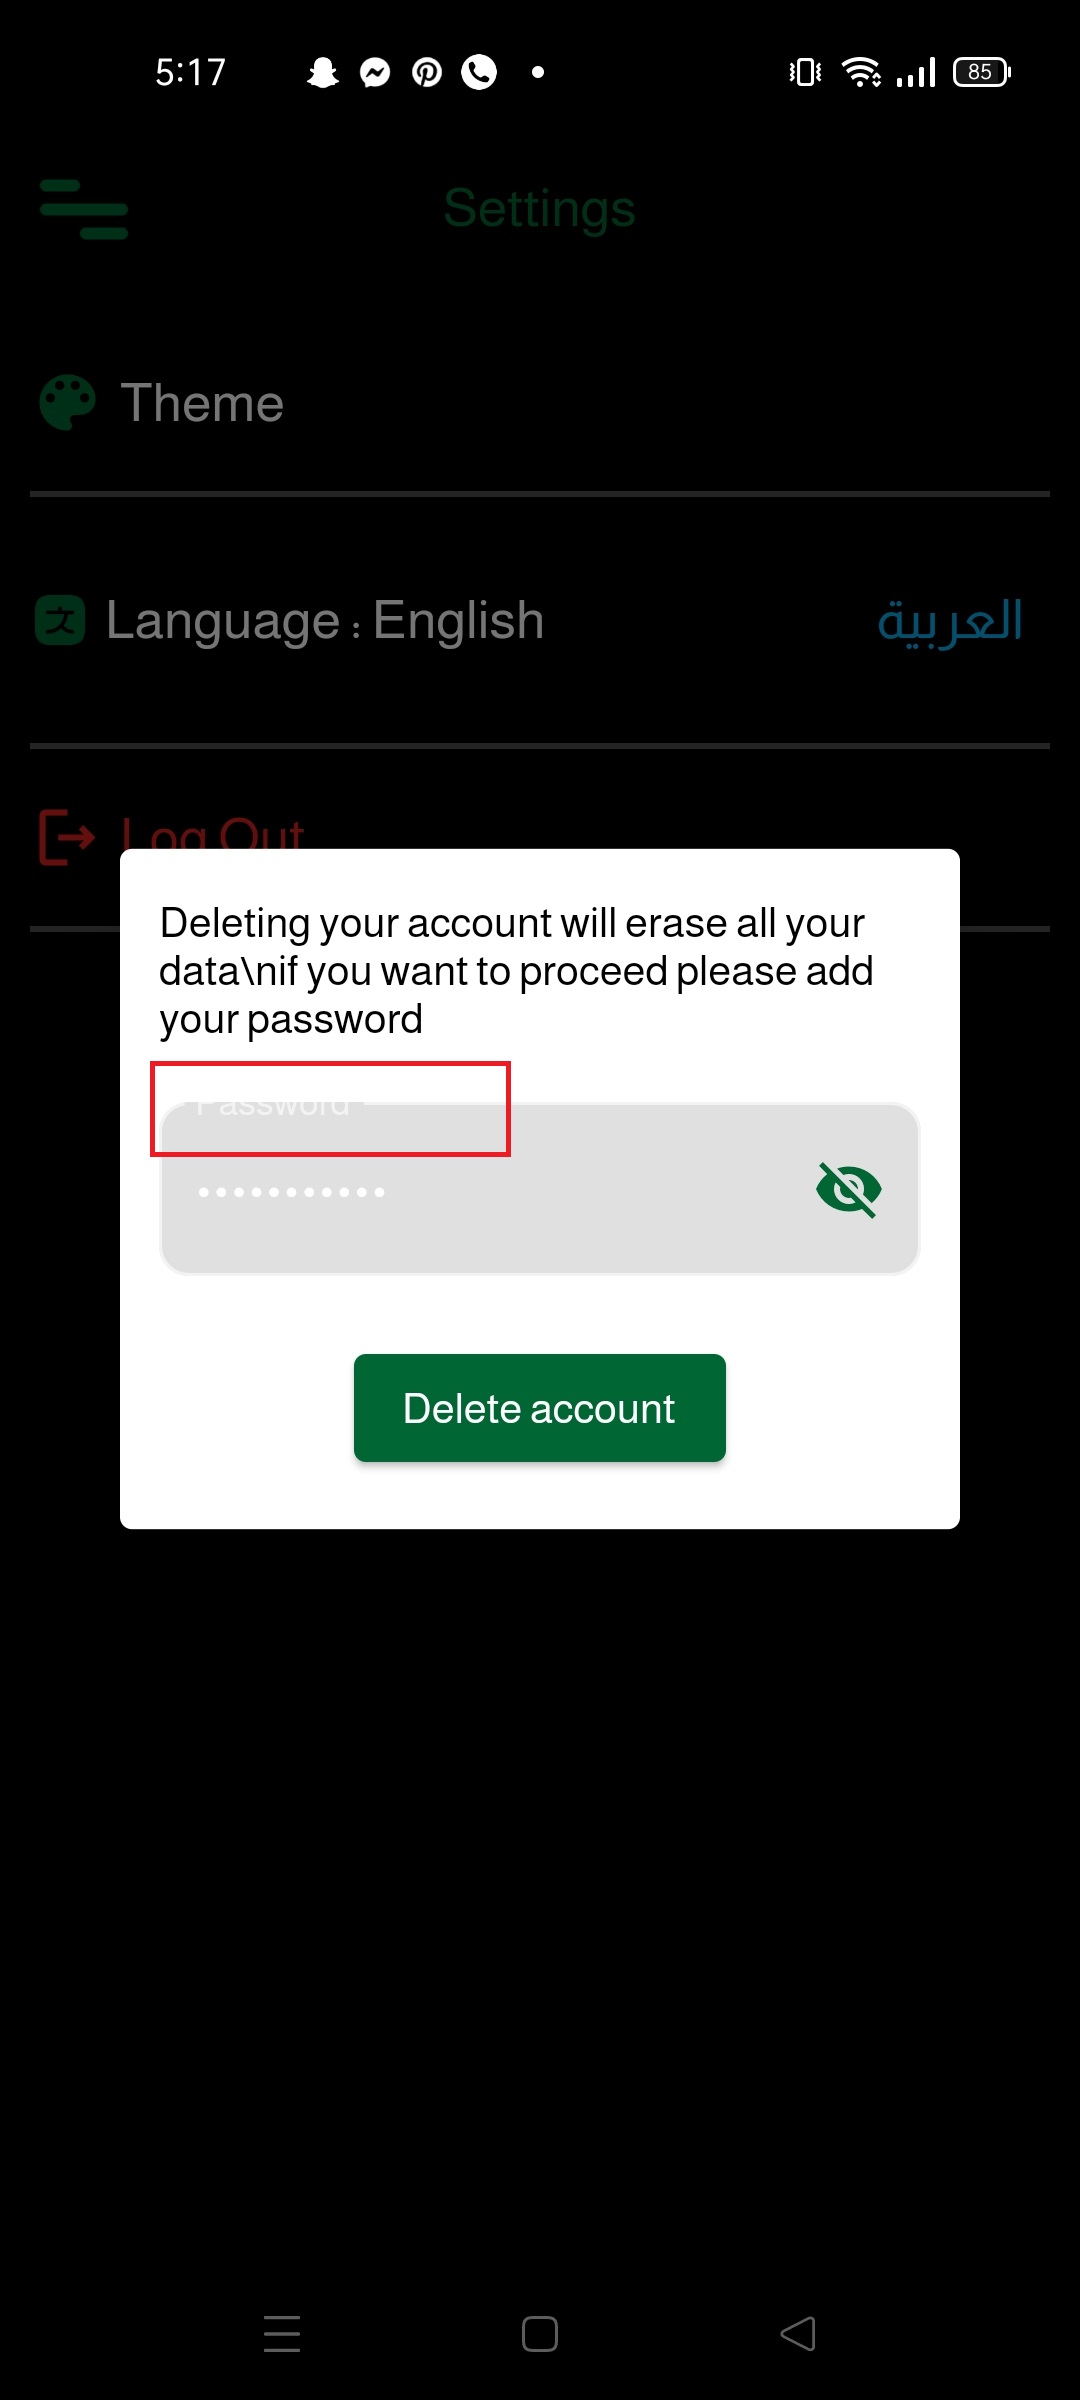 5:17
85
Settings
Theme
Language : English
العربية
Log Out
Deleting your account will erase all your
data\nif you want to proceed please add
your password
Password
Delete account